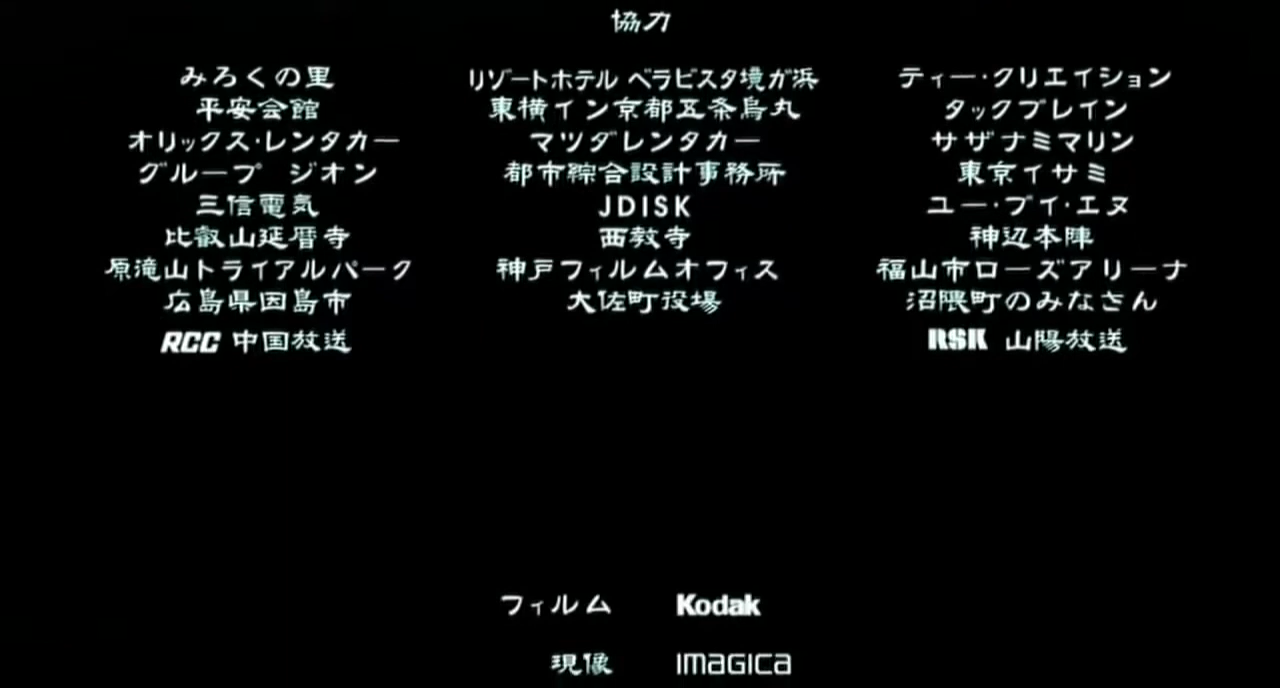 協力
みろくの里 リゾートホテル ベラビスタ境ガ浜 ティー・クリエイション
平安会館 東横イン京都五条烏丸 タックブレイン
オリックス・レンタカー マツダレンタカー サザナミマリン
グループ ジオン 都市綜合設計事務所 東京イサミ
三信電気 JDISK ユー・ブイ・エヌ
比叡山延暦寺 西教寺 神辺本陣
原滝山トライアルパーク 神戸フィルムオフィス 福山市ローズアリーナ
広島県因島市 大佐町役場 沼隈町のみなさん
RCC 中国放送 RSK 山陽放送
フィルム Kodak
現像 IMAGICA